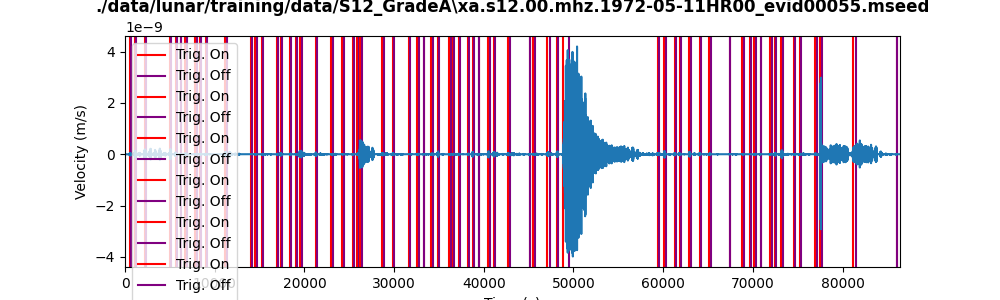 ./data/lunar/training/data/S12_GradeA\xa.s12.00.mhz.1972-05-11HR00_evid00055.mseed
1e−9
4
2
0
−2
−4
Velocity (m/s)
Trig. On
Trig. Off
Trig. On
Trig. Off
Trig. On
Trig. Off
Trig. On
Trig. Off
Trig. On
Trig. Off
Trig. On
Trig. Off
0 10000 20000 30000 40000 50000 60000 70000 80000